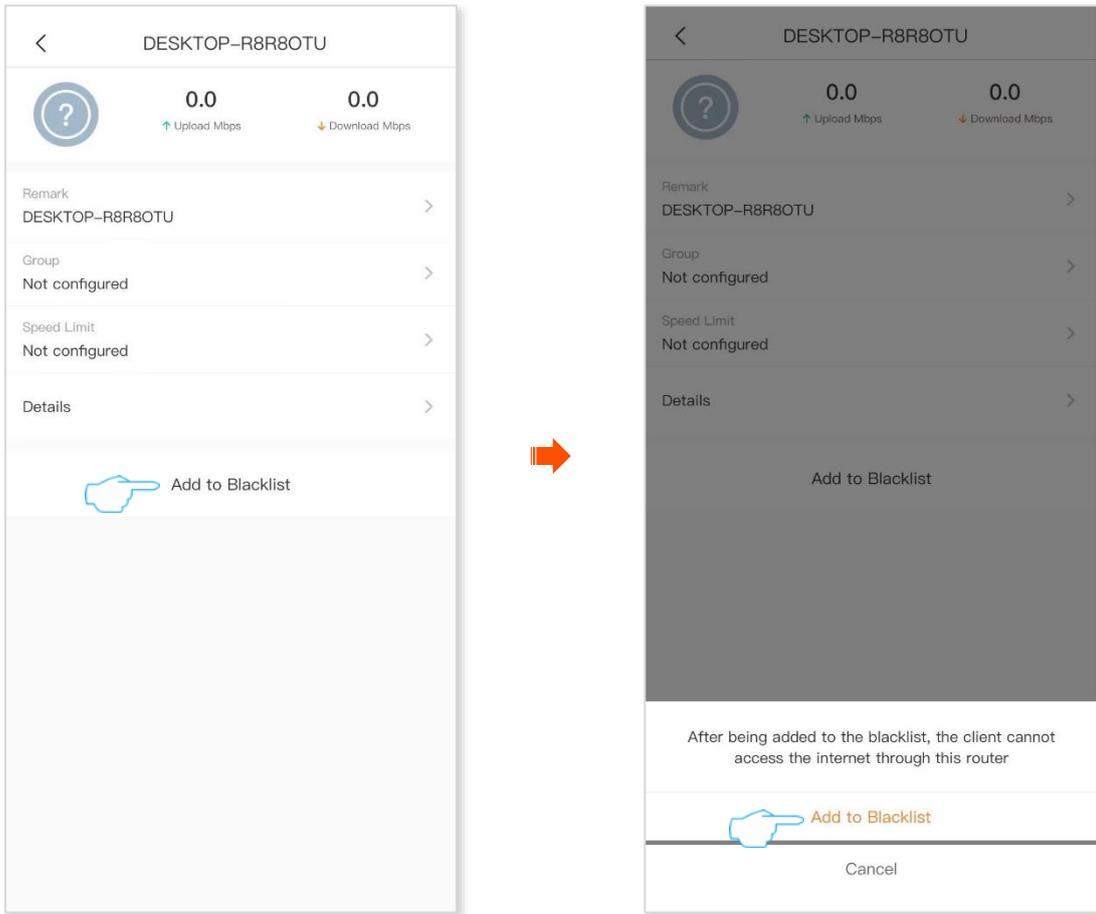 DESKTOP-R8R8OTU
0.0 0.0
↑ Upload Mbps ↓ Download Mbps
Remark
DESKTOP-R8R8OTU
Group
Not configured
Speed Limit
Not configured
Details
Add to Blacklist
DESKTOP-R8R8OTU
0.0 0.0
↑ Upload Mbps ↓ Download Mbps
Remark
DESKTOP-R8R8OTU
Group
Not configured
Speed Limit
Not configured
Details
Add to Blacklist
After being added to the blacklist, the client cannot
access the internet through this router
Add to Blacklist
Cancel